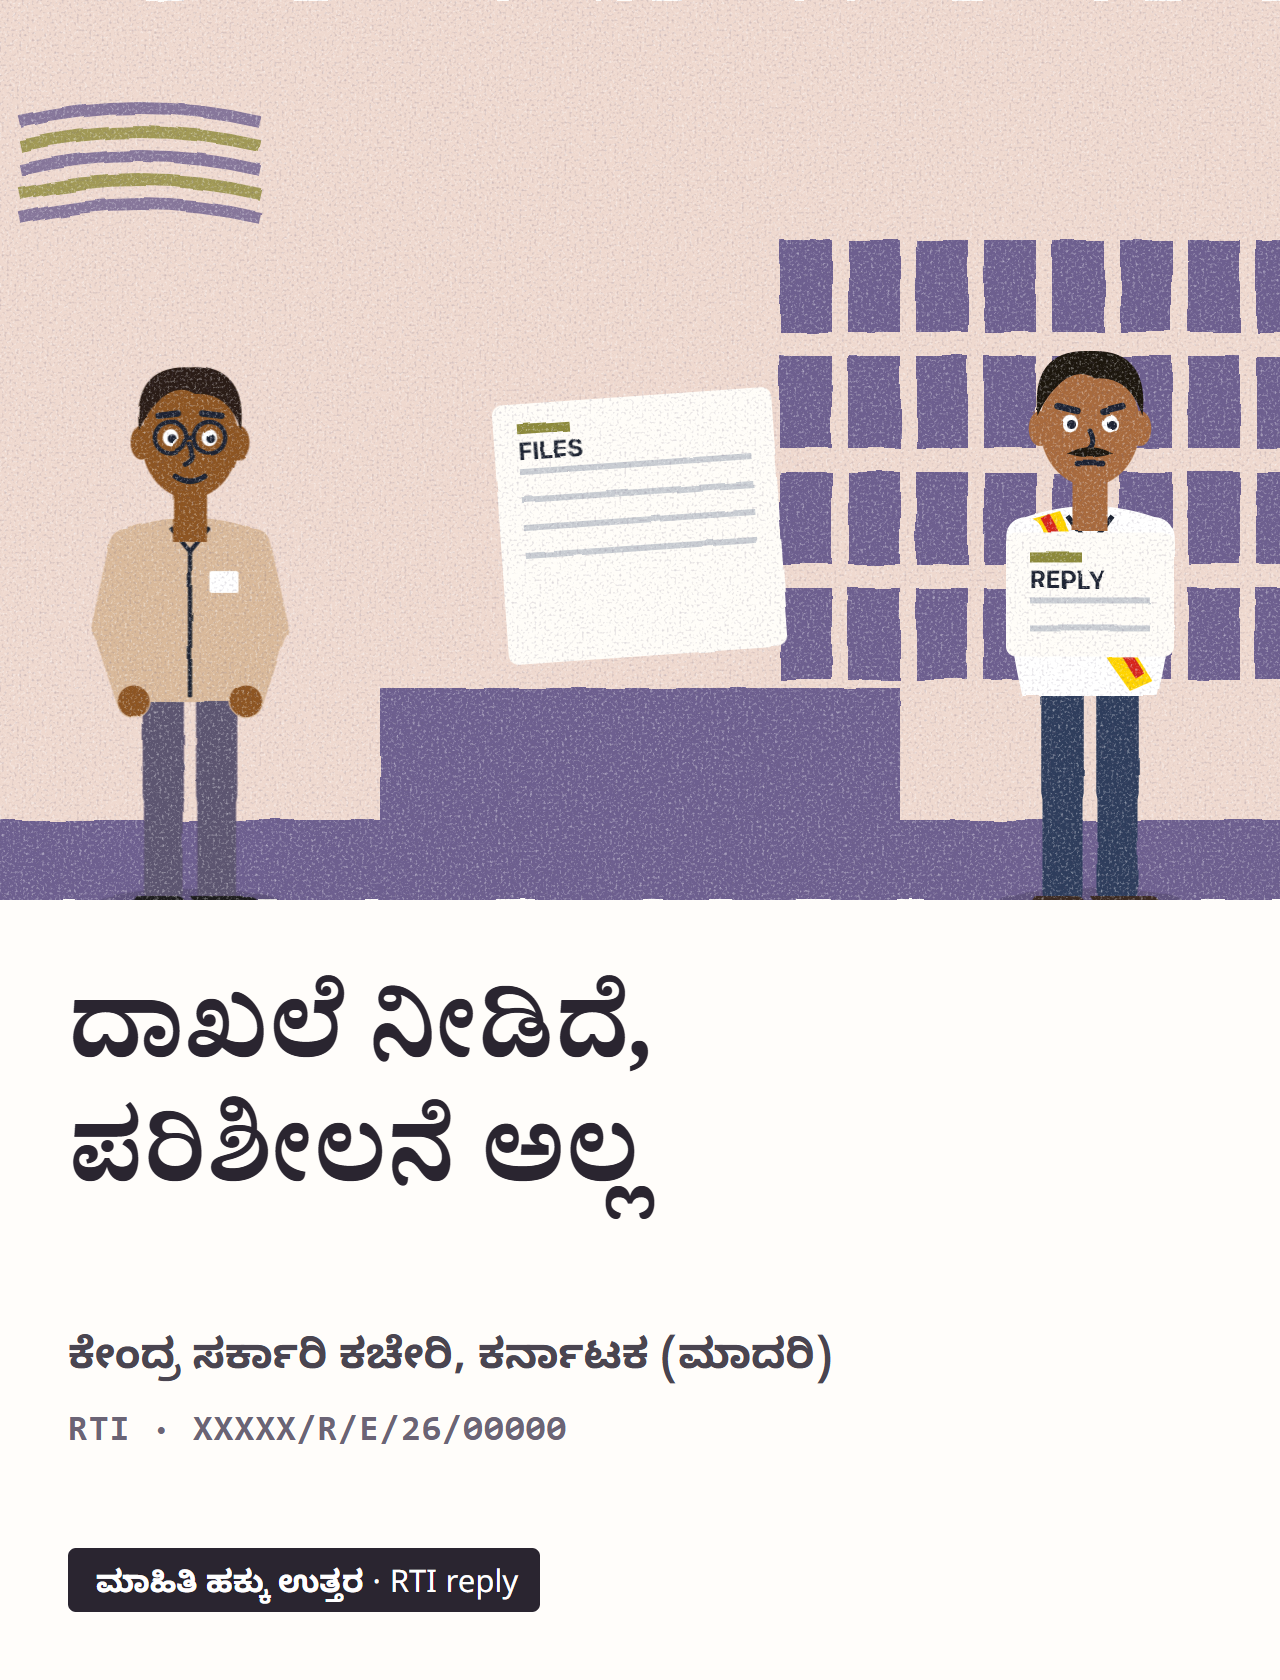 FILES
REPLY
ದಾಖಲೆ ನೀಡಿದೆ,
ಪರಿಶೀಲನೆ ಅಲ್ಲ
ಕೇಂದ್ರ ಸರ್ಕಾರಿ ಕಚೇರಿ, ಕರ್ನಾಟಕ (ಮಾದರಿ)
RTI · XXXXX/R/E/26/00000
ಮಾಹಿತಿ ಹಕ್ಕು ಉತ್ತರ · RTI reply